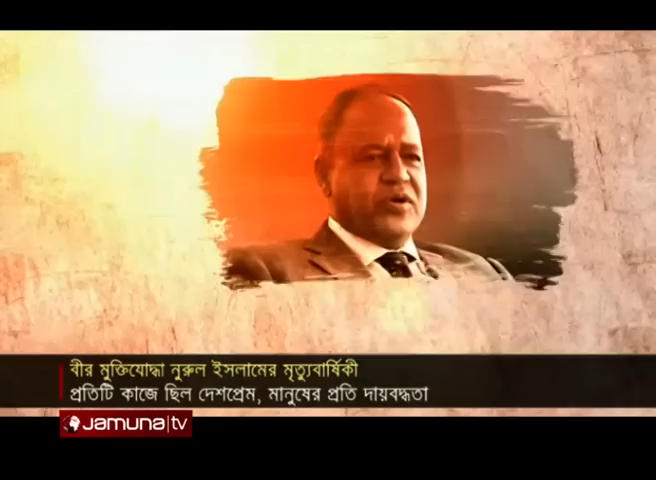 বীর মুক্তিযোদ্ধা নুরুল ইসলামের মৃত্যুবার্ষিকী
প্রতিটি কাজে ছিল দেশপ্রেম, মানুষের প্রতি দায়বদ্ধতা
Jamuna|tv